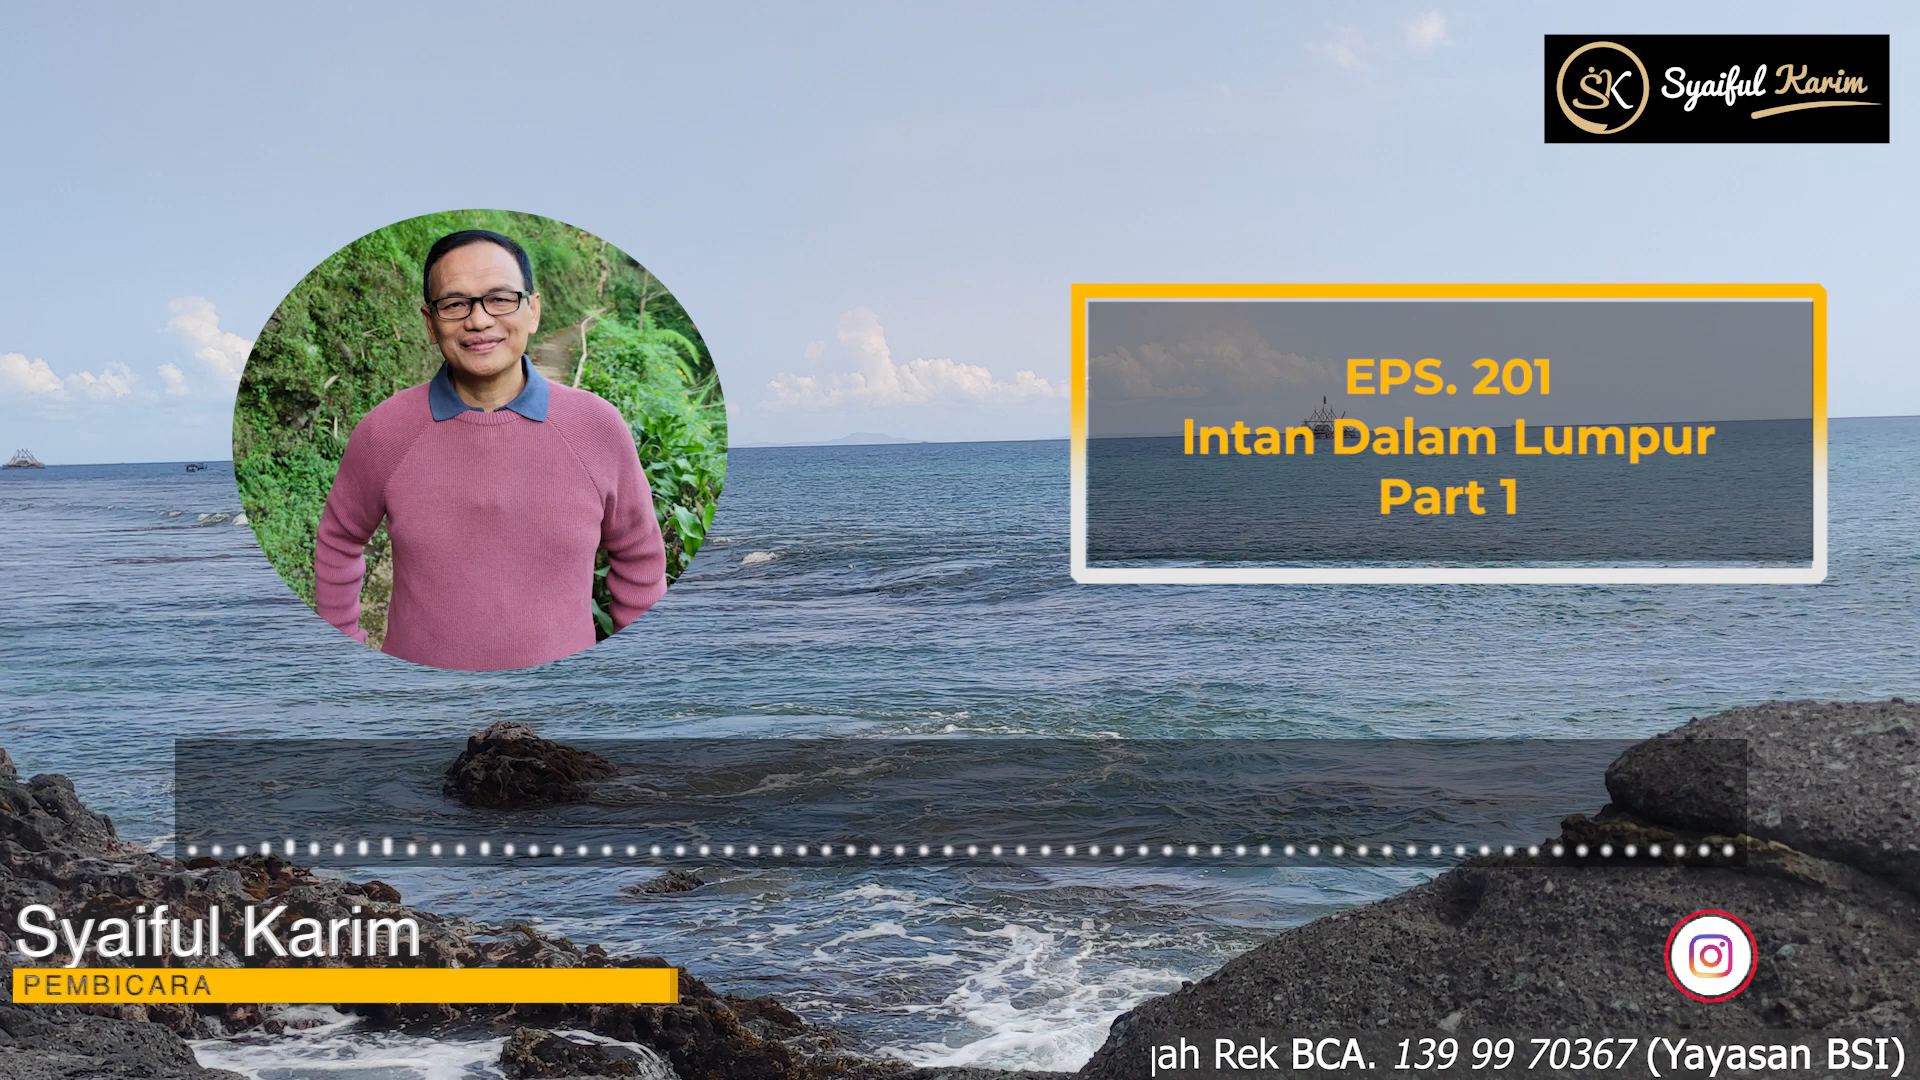 SK Syaiful Karim
EPS. 201
Intan Dalam Lumpur
Part 1
Syaiful Karim
PEMBICARA
Rek BCA. 139 99 70367 (Yayasan BSI)